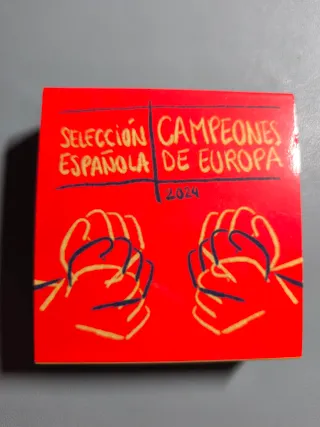 SELECCIÓN
ESPAÑOLA
CAMPEONES
DE EUROPA
2024